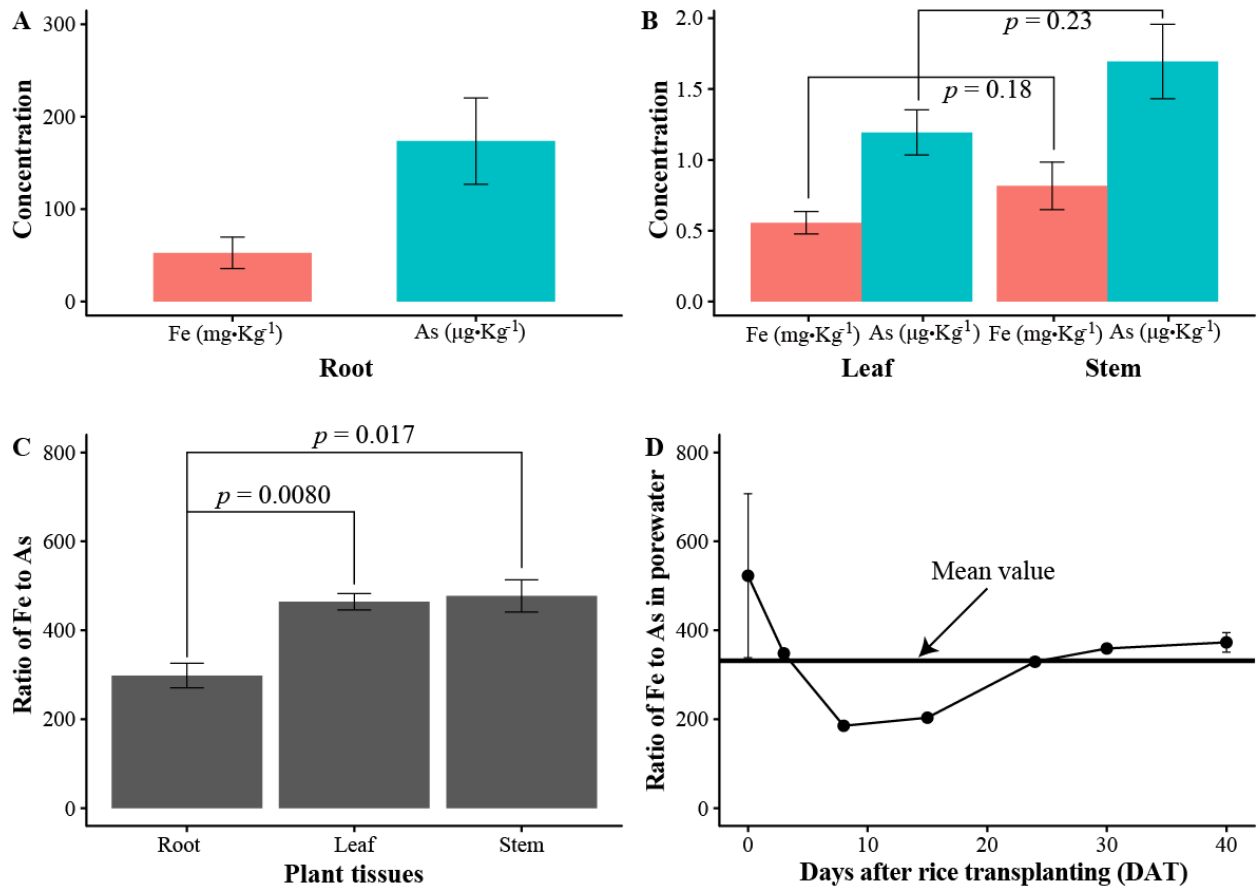 A
300
200
100
0
Concentration
Fe (mg•Kg-1)
As (μg•Kg-1)
Root
B
2.0
1.5
1.0
0.5
0.0
Concentration
p = 0.23
p = 0.18
Fe (mg•Kg-1) As (μg•Kg-1) Fe (mg•Kg-1) As (μg•Kg-1)
Leaf
Stem
C
800
600
400
200
0
Ratio of Fe to As
p = 0.017
p = 0.0080
Root
Leaf
Stem
Plant tissues
D
800
600
400
200
0
Ratio of Fe to As in porewater
Mean value
0
10
20
30
40
Days after rice transplanting (DAT)